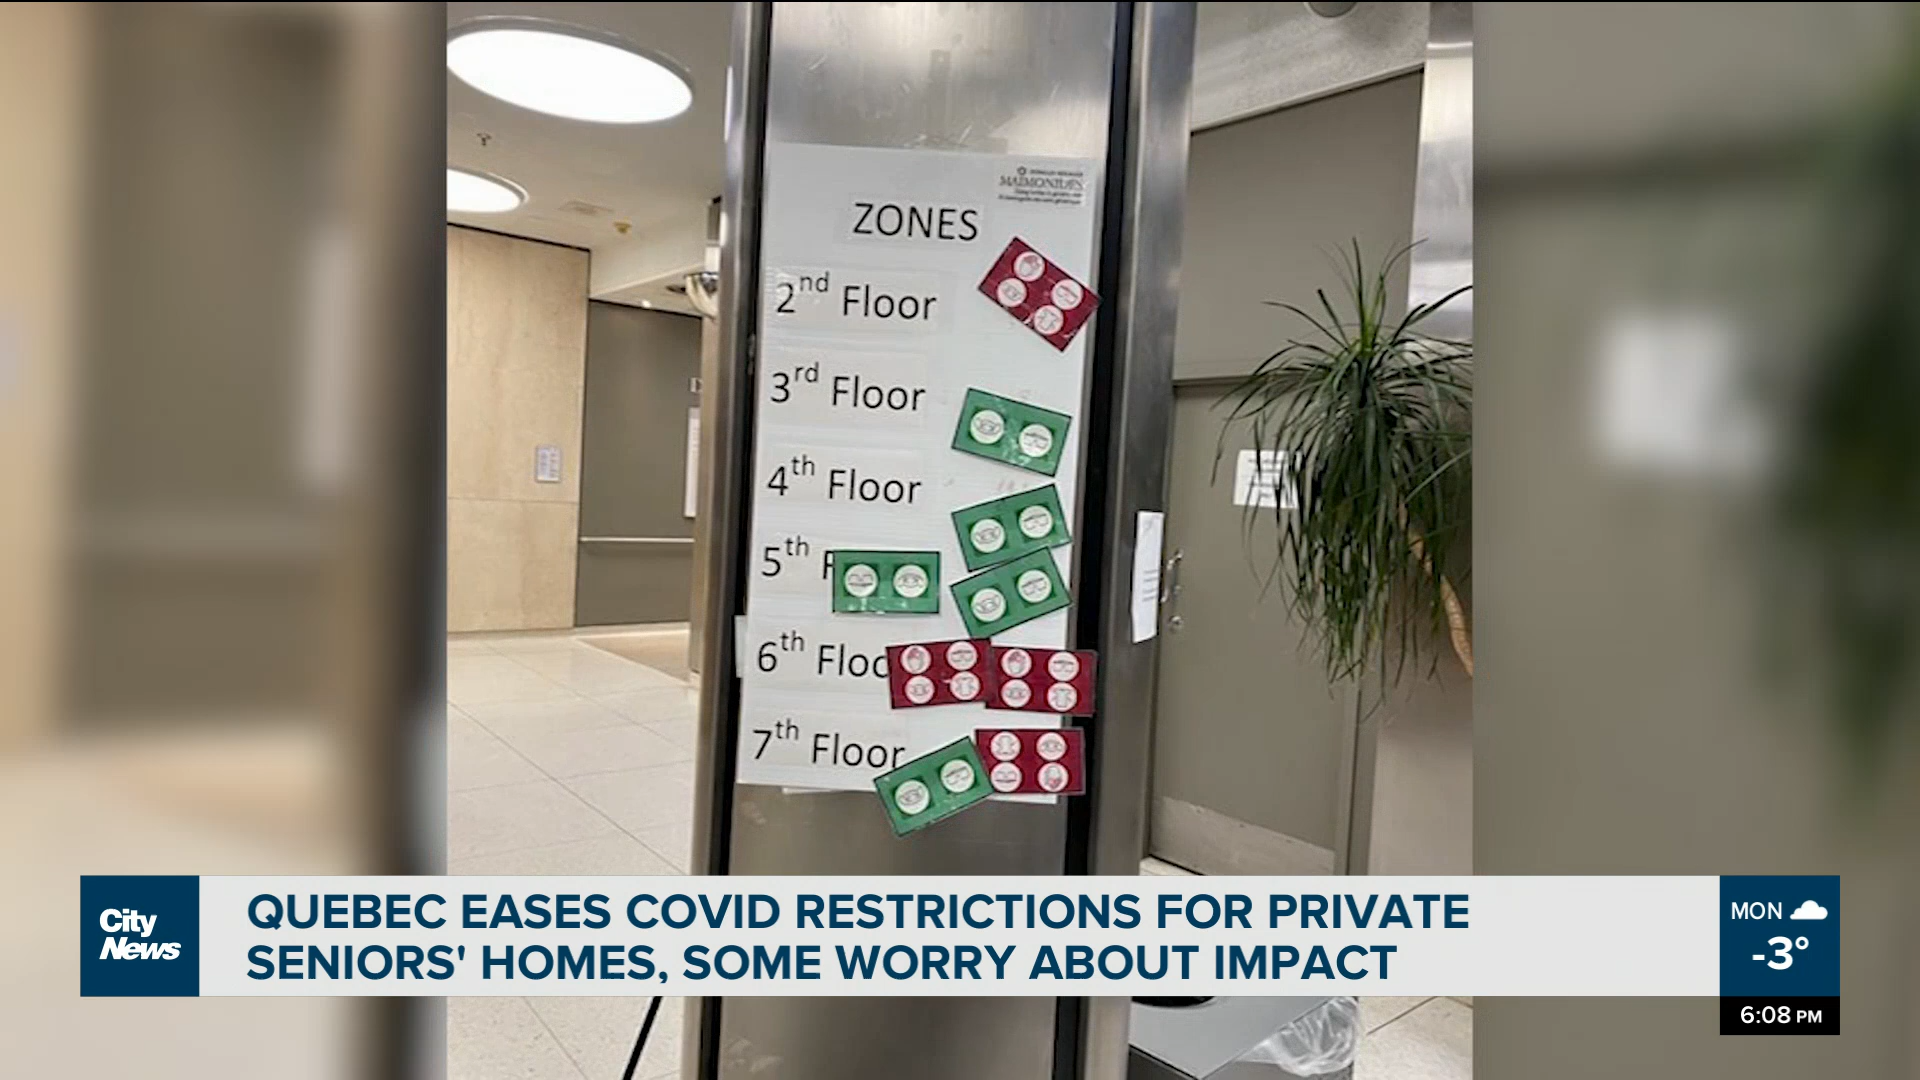 MAIMONIDES
ZONES
2nd Floor
3rd Floor
4th Floor
5th F
6th Floo
7th Floor
City
News
QUEBEC EASES COVID RESTRICTIONS FOR PRIVATE
SENIORS' HOMES, SOME WORRY ABOUT IMPACT
MON
-3°
6:08 PM